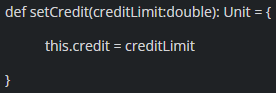 def setCredit(creditLimit:double): Unit = {
this.credit = creditLimit
}